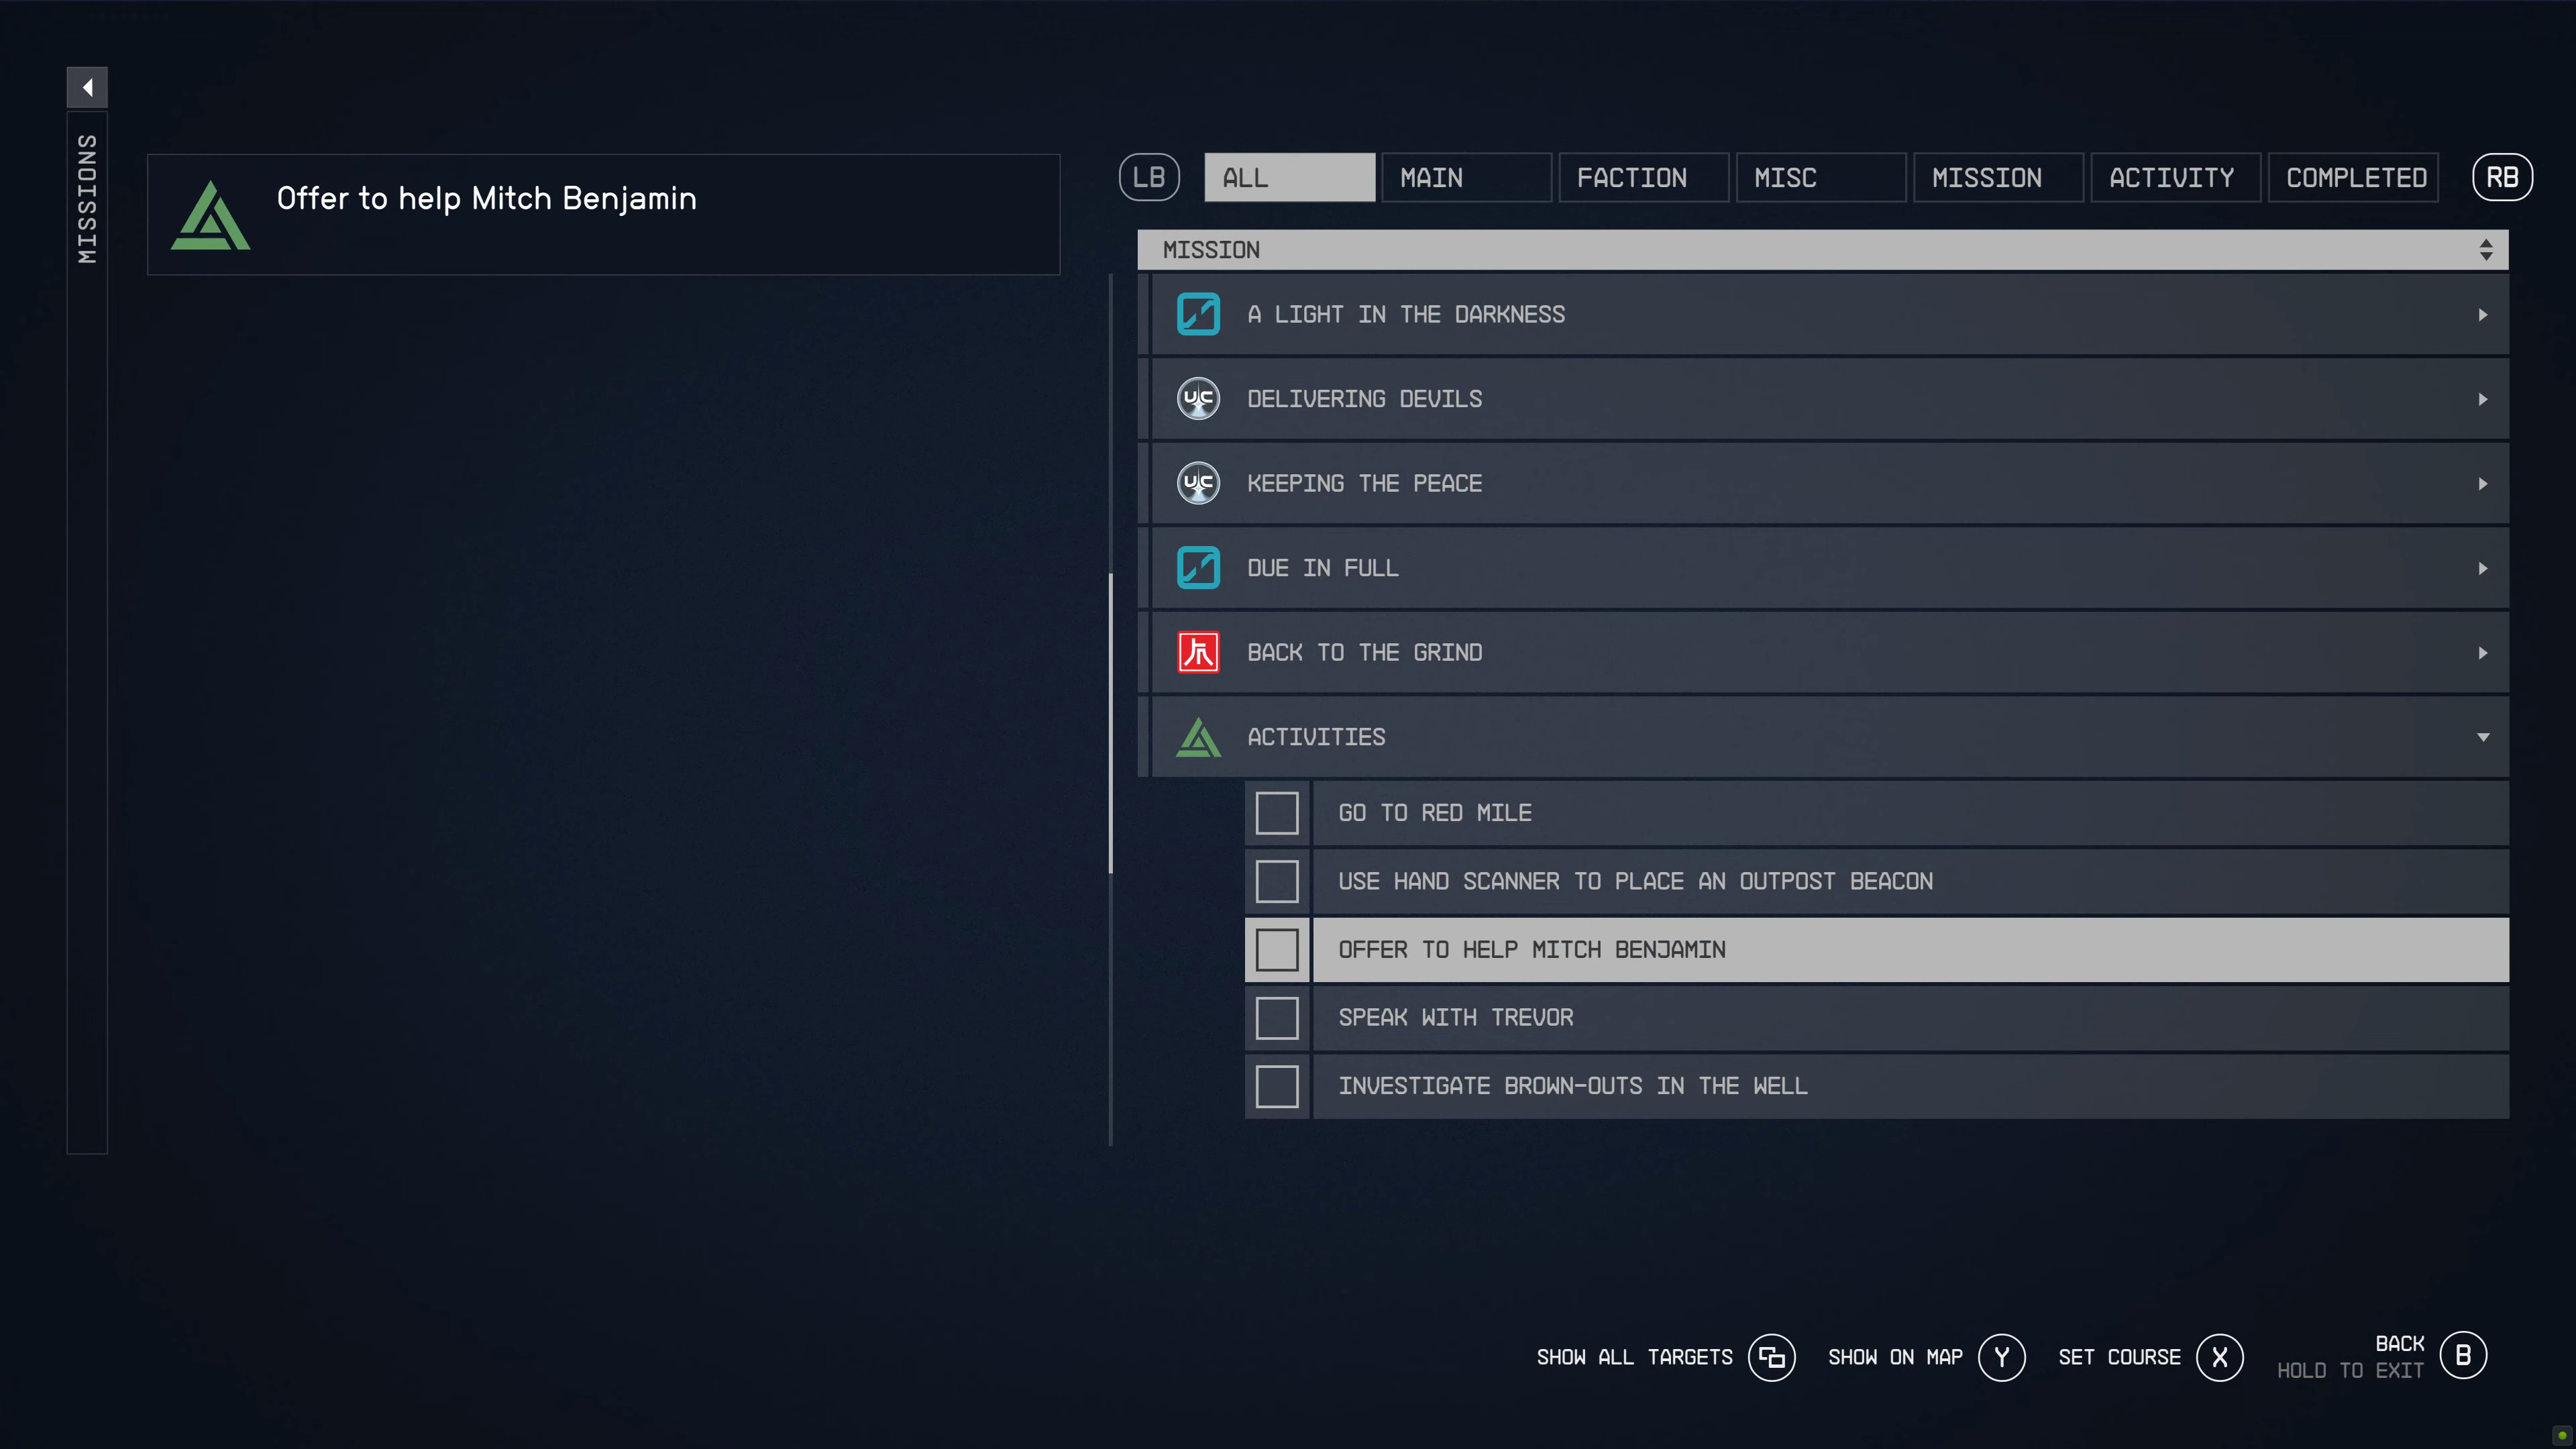 MISSIONS
Offer to help Mitch Benjamin
LB
ALL
MAIN
FACTION
MISC
MISSION
ACTIVITY
COMPLETED
RB
MISSION
A LIGHT IN THE DARKNESS
UC
DELIVERING DEVILS
UC
KEEPING THE PEACE
DUE IN FULL
BACK TO THE GRIND
ACTIVITIES
GO TO RED MILE
USE HAND SCANNER TO PLACE AN OUTPOST BEACON
OFFER TO HELP MITCH BENJAMIN
SPEAK WITH TREVOR
INVESTIGATE BROWN-OUTS IN THE WELL
SHOW ALL TARGETS
SHOW ON MAP Y
SET COURSE X
BACK B
HOLD TO EXIT